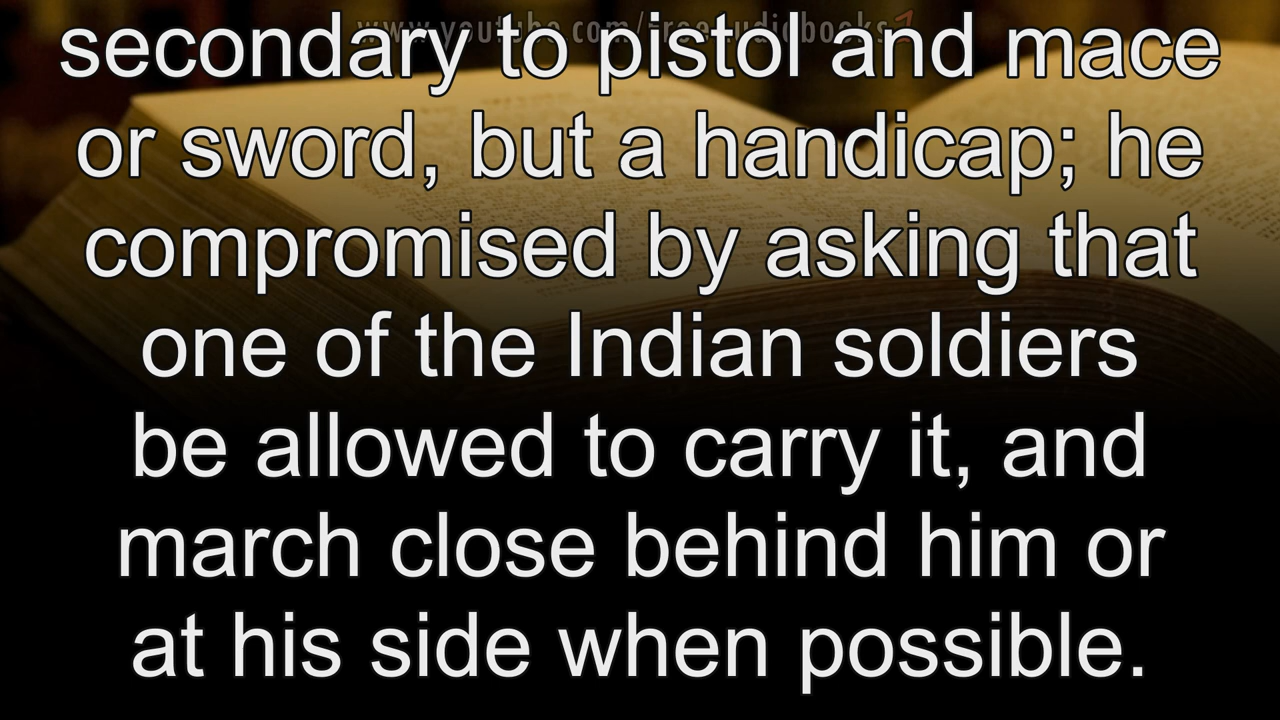 www.youtube.com/freeaudiobooks1
secondary to pistol and mace
or sword, but a handicap; he
compromised by asking that
one of the Indian soldiers
be allowed to carry it, and
march close behind him or
at his side when possible.